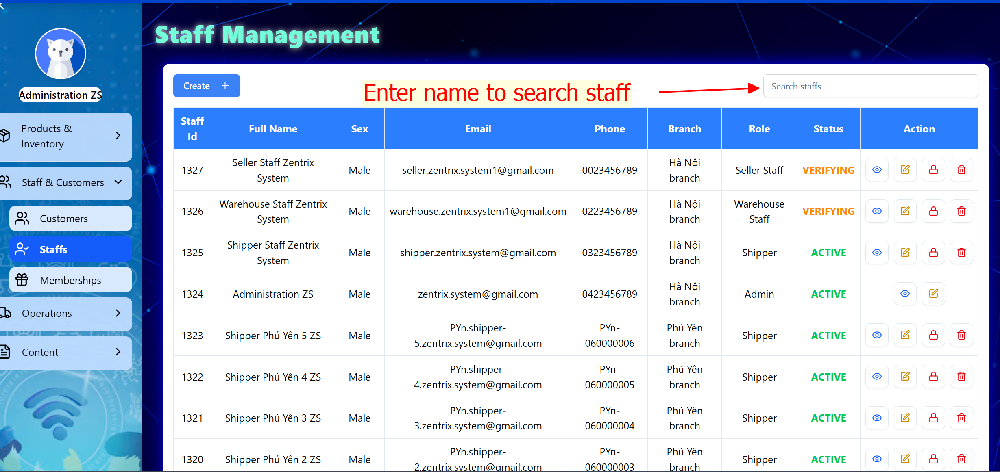 Administration ZS
Products &
Inventory
Staff & Customers
Customers
Staffs
Memberships
Operations
Content
Staff Management
Create +
Enter name to search staff
Search staffs...
Staff Id Full Name Sex Email Phone Branch Role Status Action
1327 Seller Staff Zentrix System Male seller.zentrix.system1@gmail.com 0023456789 Hà Nội branch Seller Staff VERIFYING
1326 Warehouse Staff Zentrix System Male warehouse.zentrix.system1@gmail.com 0223456789 Hà Nội branch Warehouse Staff VERIFYING
1325 Shipper Staff Zentrix System Male shipper.zentrix.system@gmail.com 0323456789 Hà Nội branch Shipper ACTIVE
1324 Administration ZS Male zentrix.system@gmail.com 0423456789 Hà Nội branch Admin ACTIVE
1323 Shipper Phú Yên 5 ZS Male PYn.shipper-5.zentrix.system@gmail.com PYn-060000006 Phú Yên branch Shipper ACTIVE
1322 Shipper Phú Yên 4 ZS Male PYn.shipper-4.zentrix.system@gmail.com PYn-060000005 Phú Yên branch Shipper ACTIVE
1321 Shipper Phú Yên 3 ZS Male PYn.shipper-3.zentrix.system@gmail.com PYn-060000004 Phú Yên branch Shipper ACTIVE
1320 Shipper Phú Yên 2 ZS Male PYn.shipper-2.zentrix.system@gmail.com PYn-060000003 Phú Yên branch Shipper ACTIVE